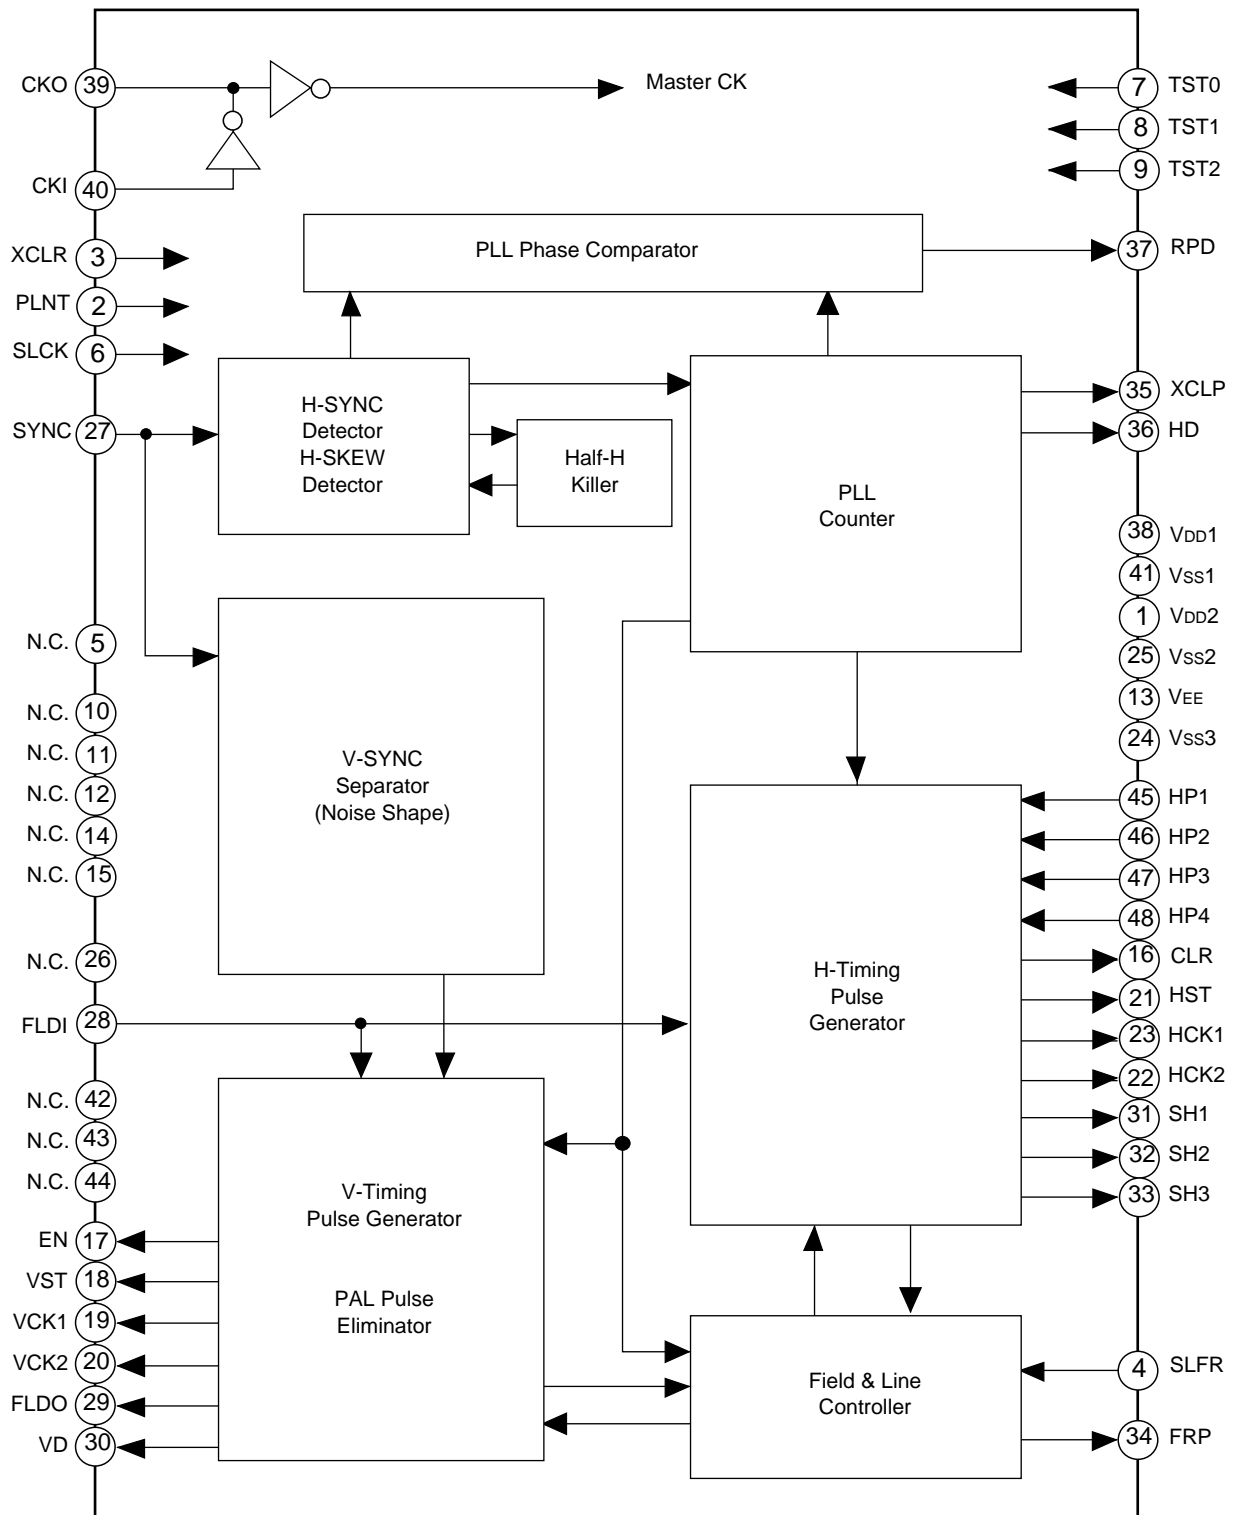 CKO 39
Master CK
7 TST0
8 TST1
CKI 40
9 TST2
XCLR 3
PLL Phase Comparator
37 RPD
PLNT 2
SLCK 6
SYNC 27
H-SYNC
Detector
H-SKEW
Detector
Half-H
Killer
PLL
Counter
35 XCLP
36 HD
38 VDD1
41 VSS1
1 VDD2
25 VSS2
13 VEE
24 VSS3
N.C. 5
N.C. 10
N.C. 11
N.C. 12
N.C. 14
N.C. 15
N.C. 26
FLDI 28
V-SYNC
Separator
(Noise Shape)
H-Timing
Pulse
Generator
45 HP1
46 HP2
47 HP3
48 HP4
16 CLR
21 HST
23 HCK1
22 HCK2
31 SH1
32 SH2
33 SH3
N.C. 42
N.C. 43
N.C. 44
EN 17
VST 18
VCK1 19
VCK2 20
FLDO 29
VD 30
V-Timing
Pulse Generator
PAL Pulse
Eliminator
Field & Line
Controller
4 SLFR
34 FRP